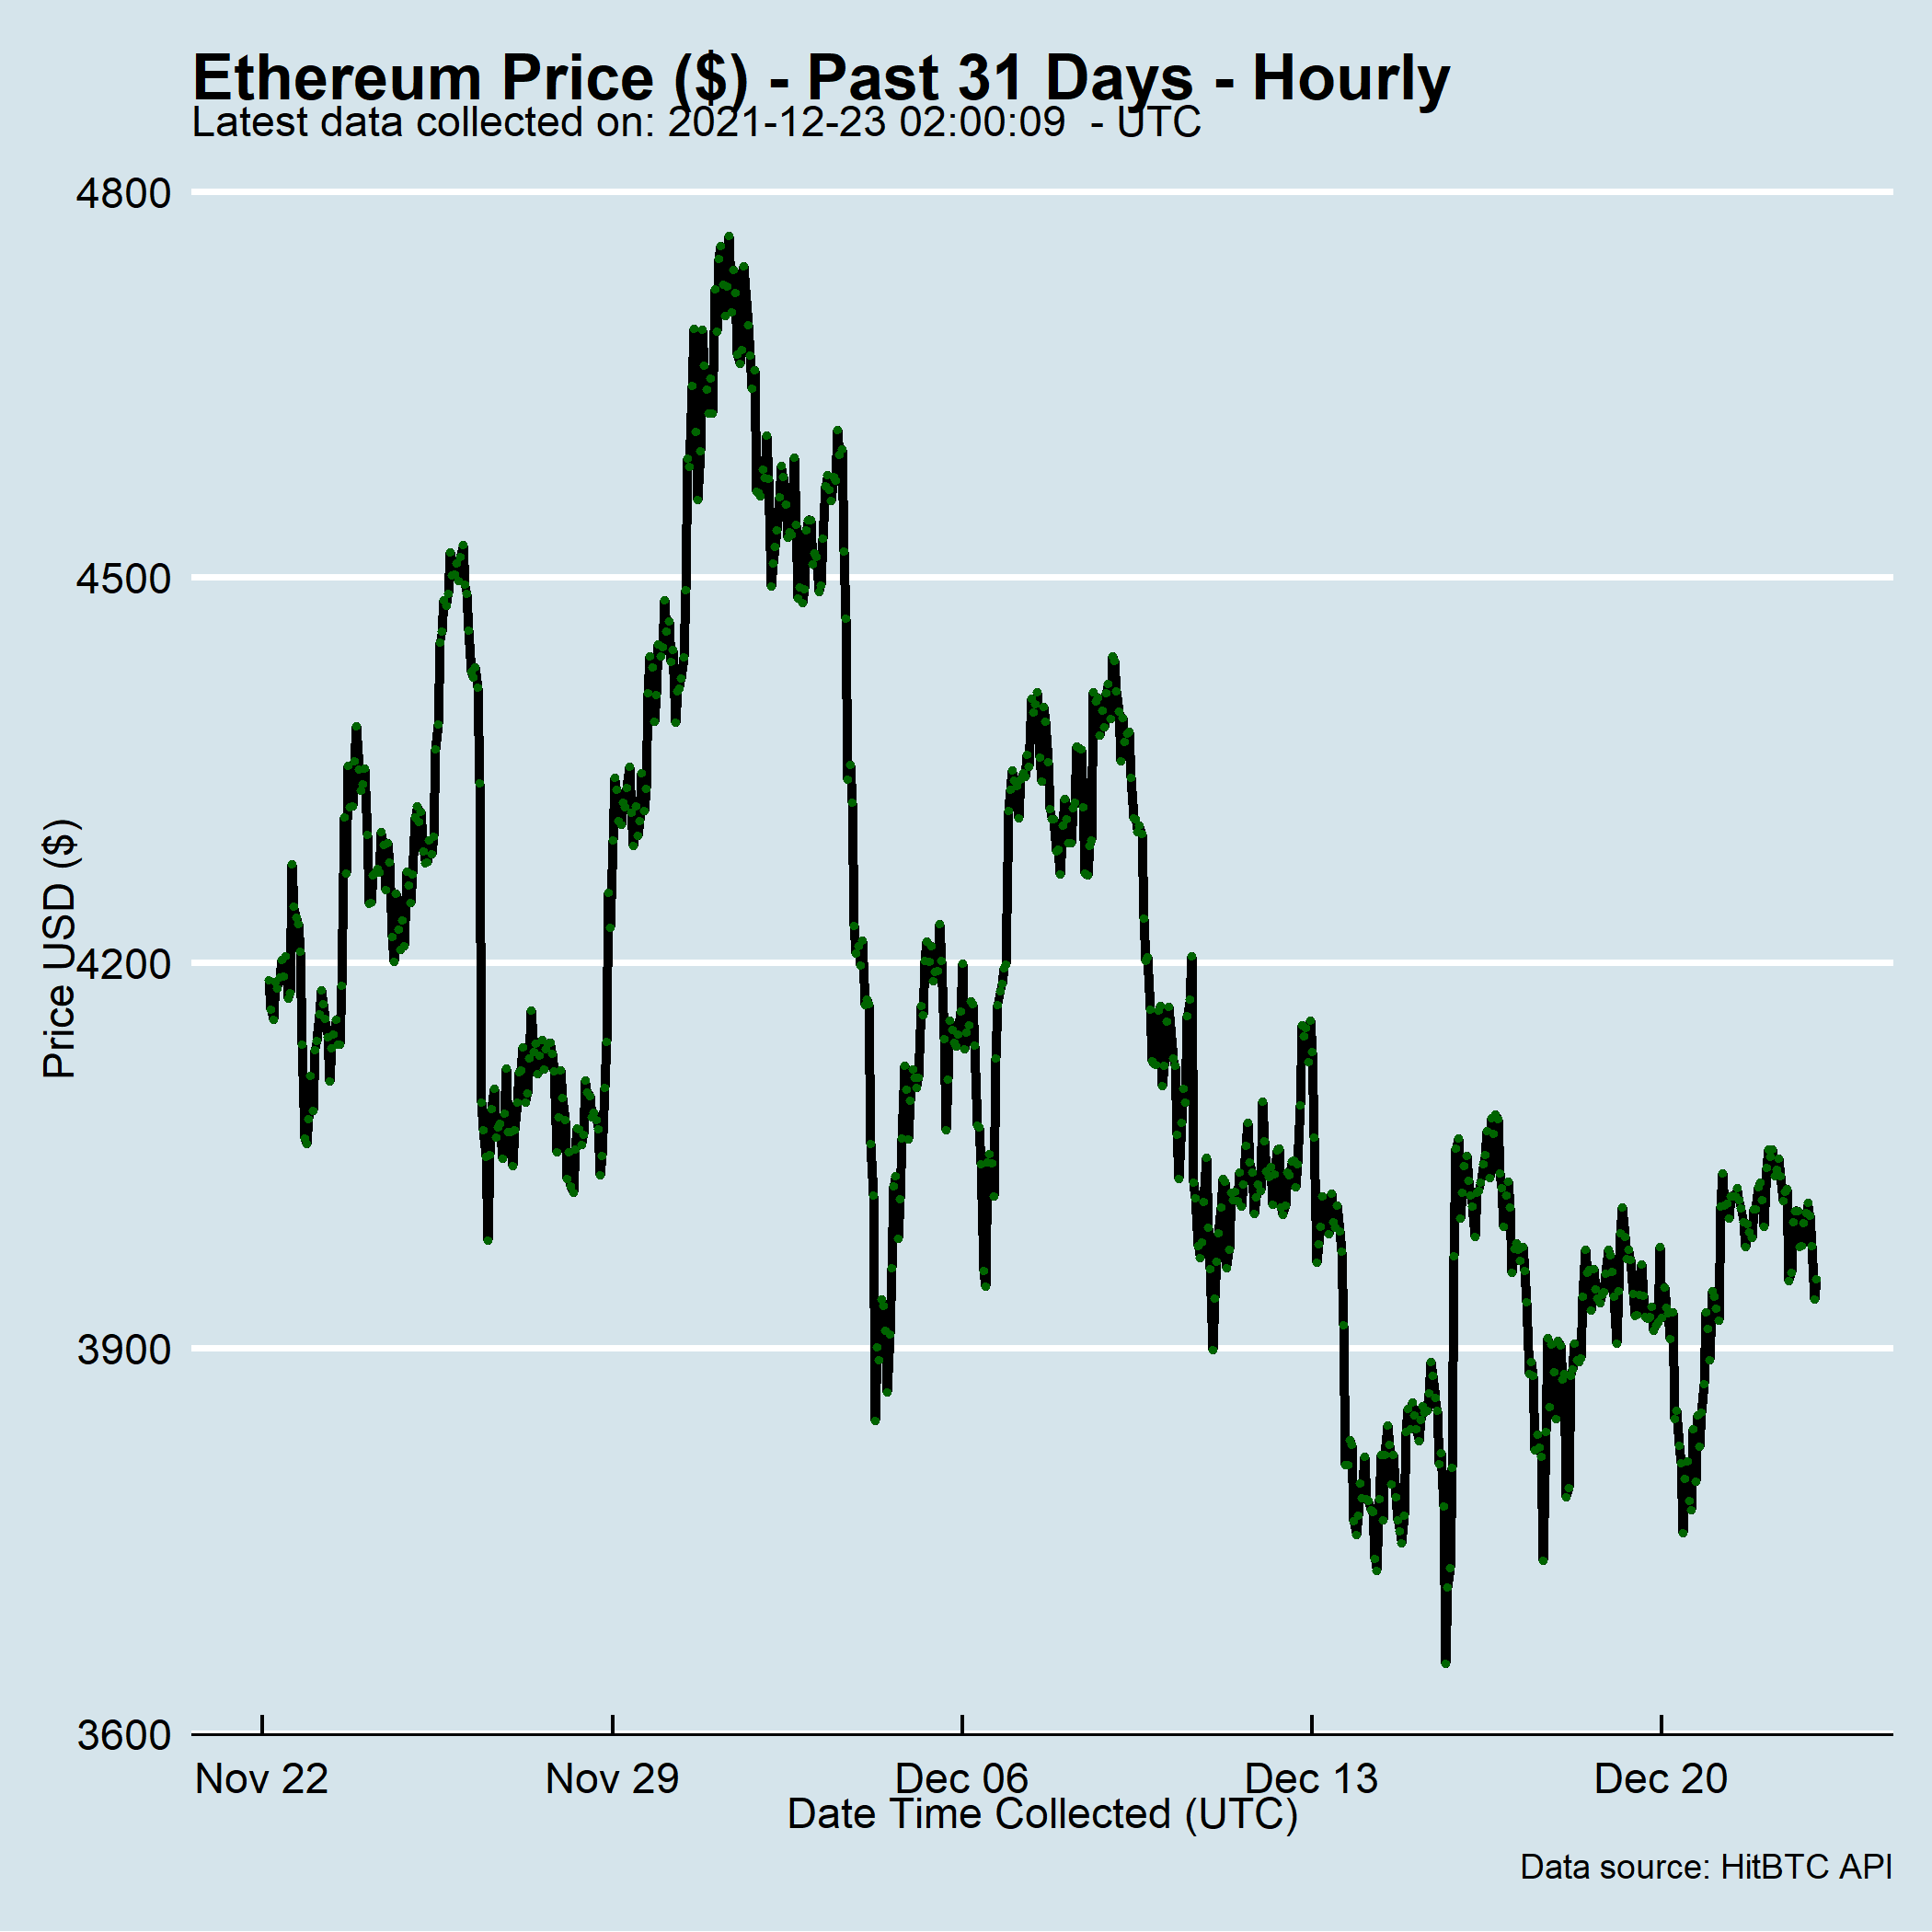 Ethereum Price ($) - Past 31 Days - Hourly
Latest data collected on: 2021-12-23 02:00:09  - UTC
4800
4500
4200
3900
3600
Price USD ($)
Nov 22
Nov 29
Dec 06
Dec 13
Dec 20
Date Time Collected (UTC)
Data source: HitBTC API